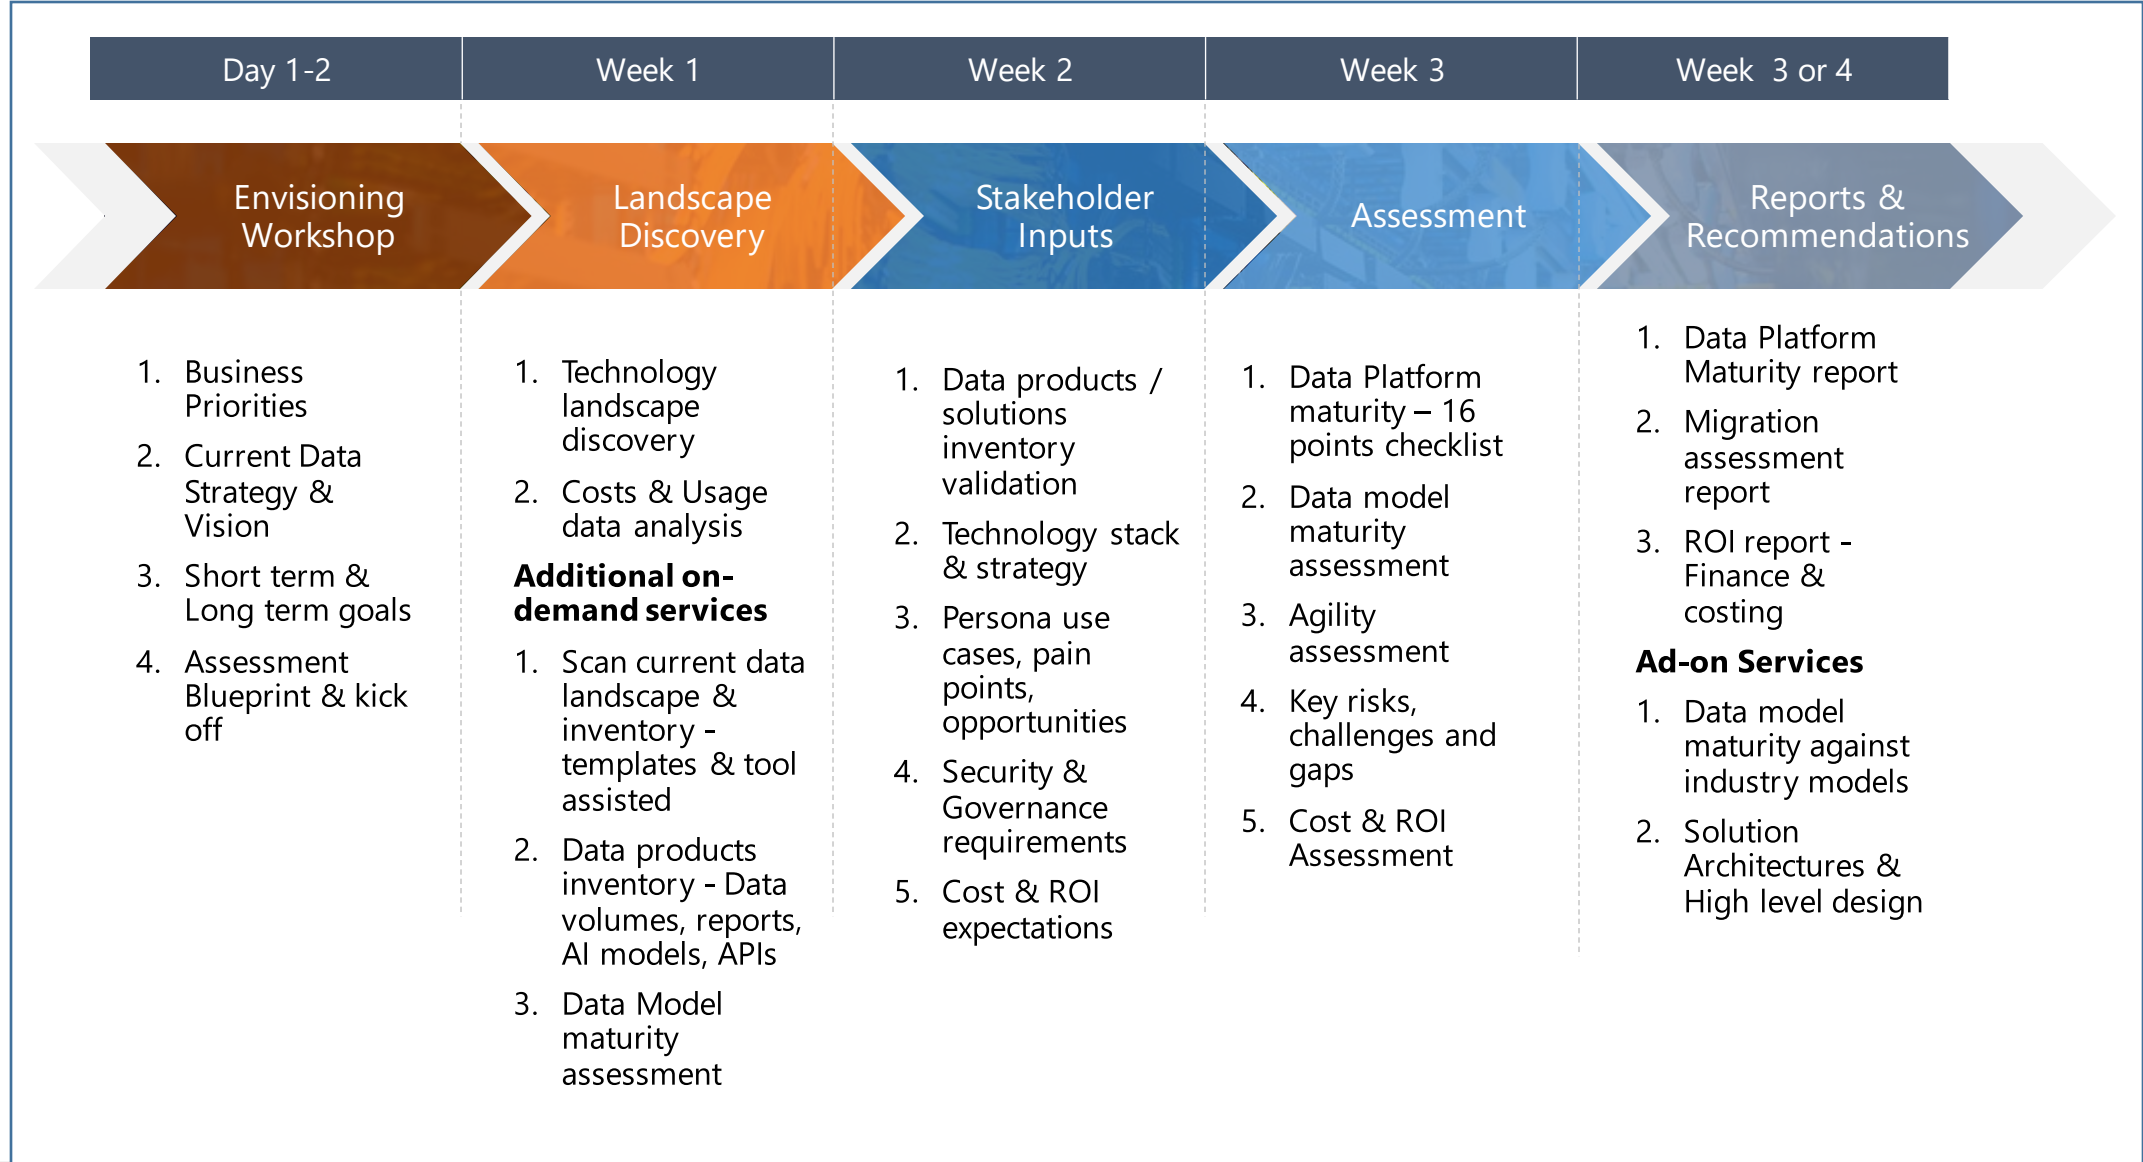 Day 1-2
Week 1
Week 2
Week 3
Week 3 or 4
Envisioning
Workshop
Landscape
Discovery
Stakeholder
Inputs
Assessment
Reports &
Recommendations
1. Business
Priorities
2. Current Data
Strategy &
Vision
3. Short term &
Long term goals
4. Assessment
Blueprint & kick
off
1. Technology
landscape
discovery
2. Costs & Usage
data analysis
Additional on-
demand services
1. Scan current data
landscape &
inventory -
templates & tool
assisted
2. Data products
inventory - Data
volumes, reports,
AI models, APIs
3. Data Model
maturity
assessment
1. Data products /
solutions
inventory
validation
2. Technology stack
& strategy
3. Persona use
cases, pain
points,
opportunities
4. Security &
Governance
requirements
5. Cost & ROI
expectations
1. Data Platform
maturity – 16
points checklist
2. Data model
maturity
assessment
3. Agility
assessment
4. Key risks,
challenges and
gaps
5. Cost & ROI
Assessment
1. Data Platform
Maturity report
2. Migration
assessment
report
3. ROI report -
Finance &
costing
Ad-on Services
1. Data model
maturity against
industry models
2. Solution
Architectures &
High level design